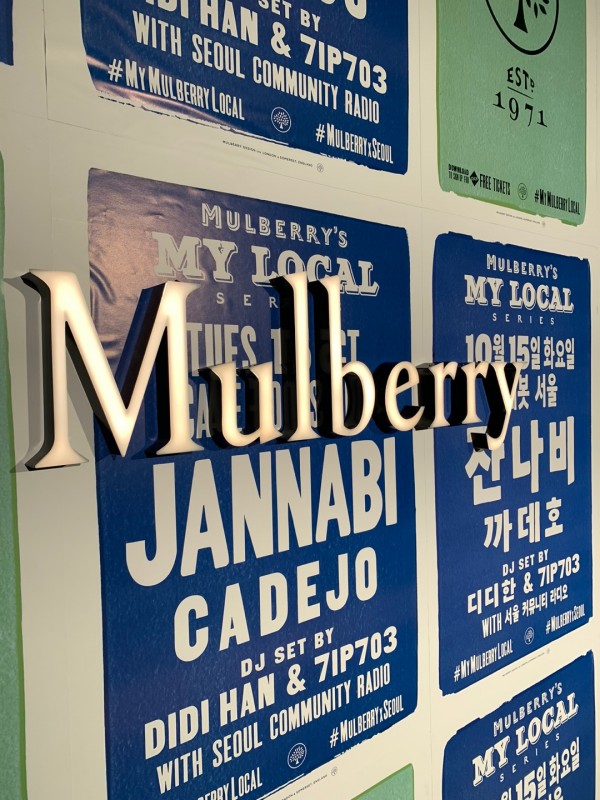 DIDI HAN & 7IP703
WITH SEOUL COMMUNITY RADIO
#MYMULBERRYLOCAL
#MULBERRYXSEOUL
ESTD
1971
FREE TICKETS
#MYMULBERRYLOCAL
MULBERRY'S
MY LOCAL
TUES
Mulberry
JANNABI
CADEJO
DJ SET BY
DIDI HAN & 7IP703
WITH SEOUL COMMUNITY RADIO
#MULBERRYXSEOUL
MULBERRY'S
MY LOCAL
SERIES
10월 15일 화요일
서울
잔나비
까데호
DJ SET BY
디디한 & 7IP703
WITH 서울 커뮤니티 라디오
#MYMULBERRYLOCAL
#MULBERRYXSEOUL
MULBERRY'S
MY LOCAL
SERIES
15일 화요일